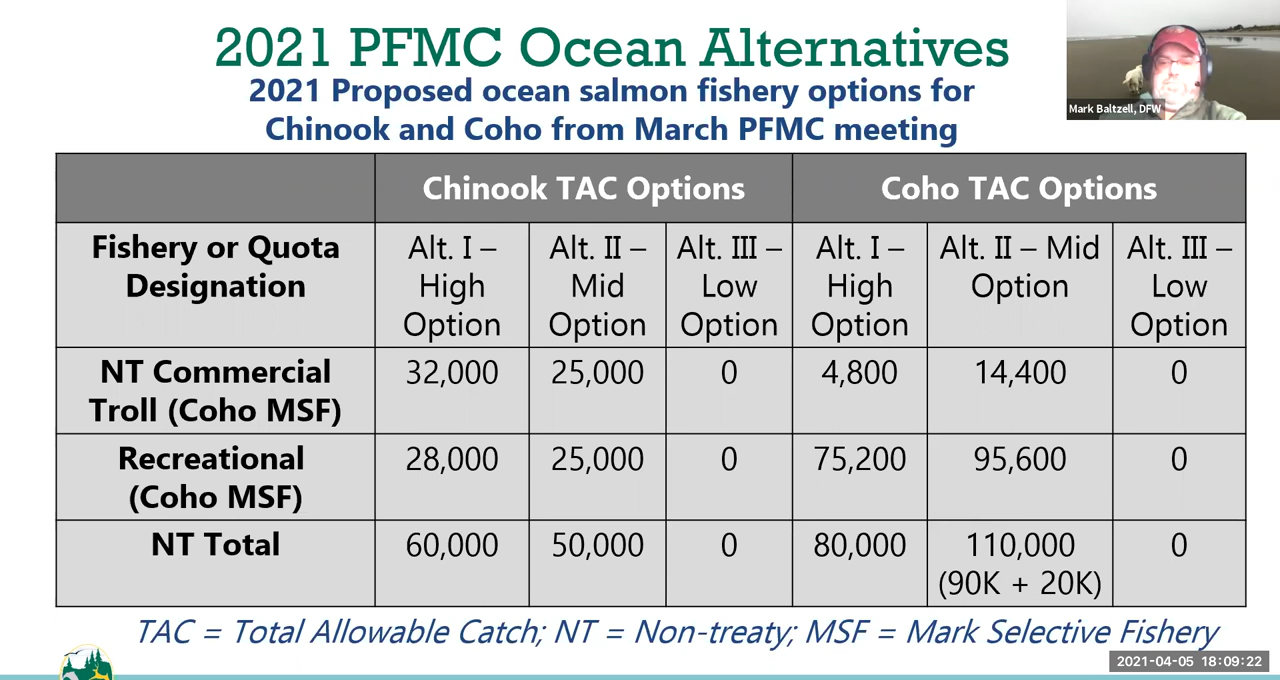 2021 PFMC Ocean Alternatives
2021 Proposed ocean salmon fishery options for
Chinook and Coho from March PFMC meeting
Mark Baltzell, DFW
Chinook TAC Options Coho TAC Options
Fishery or Quota Alt. I – Alt. II – Alt. III – Alt. I – Alt. II – Mid Alt. III –
Designation High Mid Low High Option Low
Option Option Option Option Option
NT Commercial 32,000 25,000 0 4,800 14,400 0
Troll (Coho MSF)
Recreational 28,000 25,000 0 75,200 95,600 0
(Coho MSF)
NT Total 60,000 50,000 0 80,000 110,000 0
(90K + 20K)
TAC = Total Allowable Catch; NT = Non-treaty; MSF = Mark Selective Fishery
2021-04-05 18:09:22